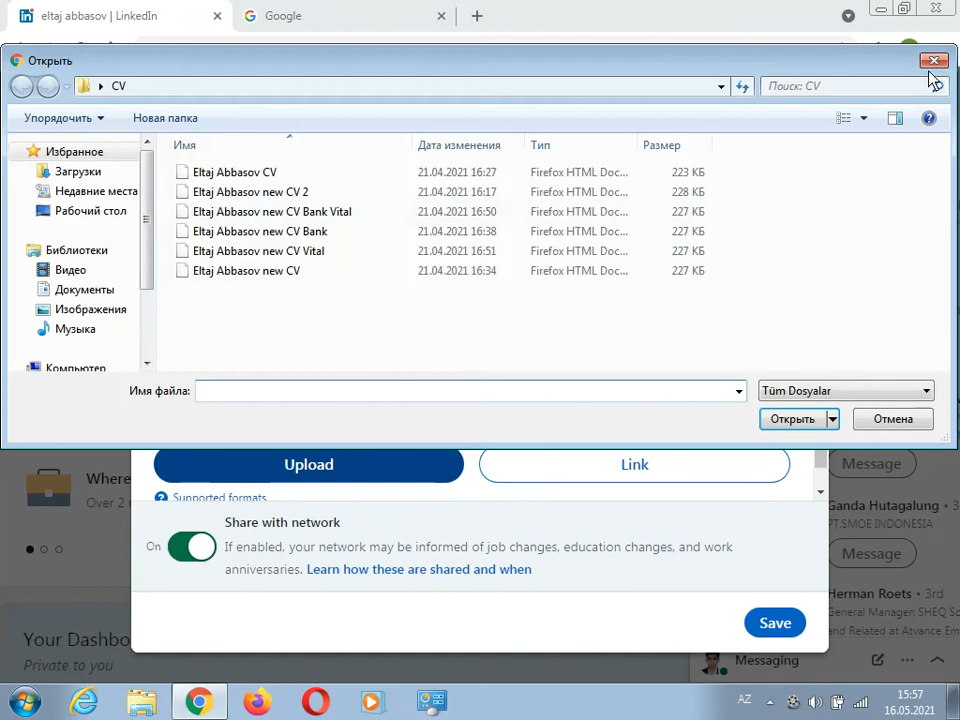 eltaj abbasov | LinkedIn
Google
Открыть
CV
Поиск: CV
Упорядочить
Новая папка
Имя
Дата изменения
Тип
Размер
Избранное
Загрузки
Недавние места
Рабочий стол
Библиотеки
Видео
Документы
Изображения
Музыка
Компьютер
Eltaj Abbasov CV 21.04.2021 16:27 Firefox HTML Doc... 223 КБ
Eltaj Abbasov new CV 2 21.04.2021 16:17 Firefox HTML Doc... 228 КБ
Eltaj Abbasov new CV Bank Vital 21.04.2021 16:50 Firefox HTML Doc... 227 КБ
Eltaj Abbasov new CV Bank 21.04.2021 16:38 Firefox HTML Doc... 227 КБ
Eltaj Abbasov new CV Vital 21.04.2021 16:51 Firefox HTML Doc... 227 КБ
Eltaj Abbasov new CV 21.04.2021 16:34 Firefox HTML Doc... 227 КБ
Имя файла:
Tüm Dosyalar
Открыть
Отмена
Upload
Link
Supported formats
Share with network
On
If enabled, your network may be informed of job changes, education changes, and work
anniversaries. Learn how these are shared and when
Save
Where
Over 2
Your Dashbo
Private to you
Message
Ganda Hutagalung • 3
PT.SMOE INDONESIA
Message
Herman Roets • 3rd
General Manager: SHEQ
and Related at Atvance Em
Messaging
AZ
15:57
16.05.2021